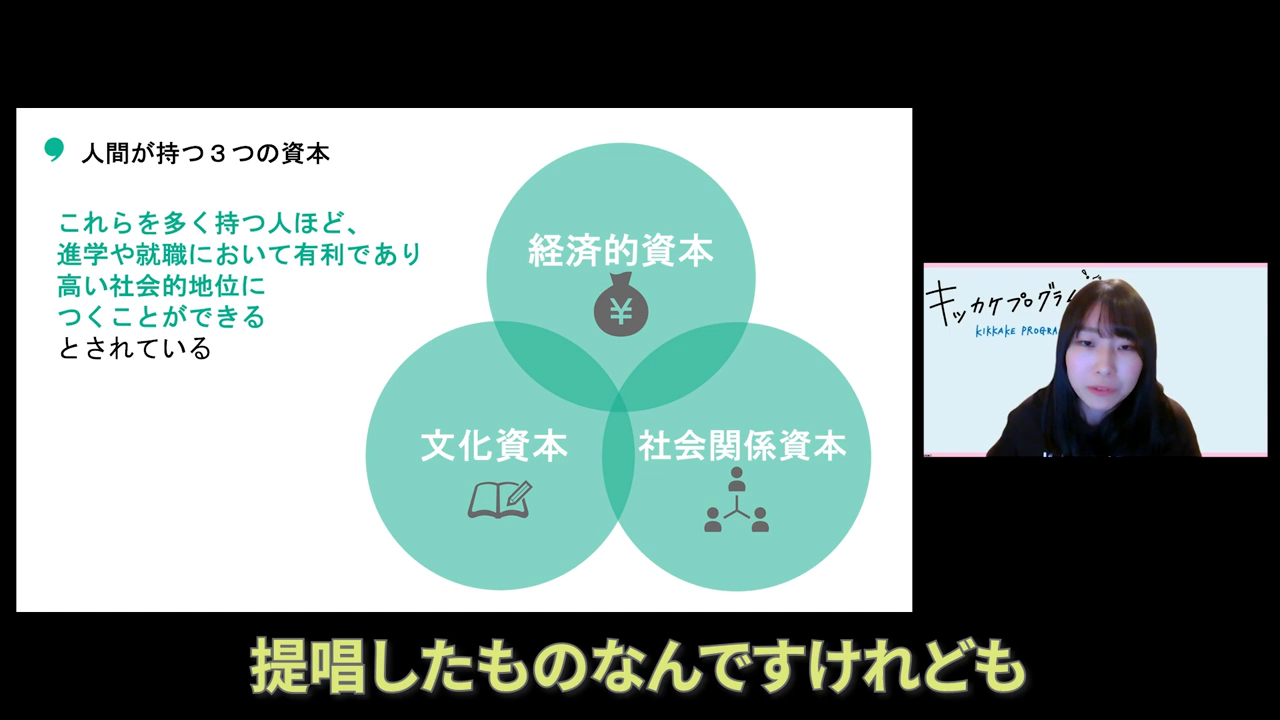 人間が持つ３つの資本
これらを多く持つ人ほど、
進学や就職において有利であり
高い社会的地位に
つくことができる
とされている
経済的資本
¥
文化資本
社会関係資本
キッカケプログラ
KIKKAKE PROGRA
提唱したものなんですけれども